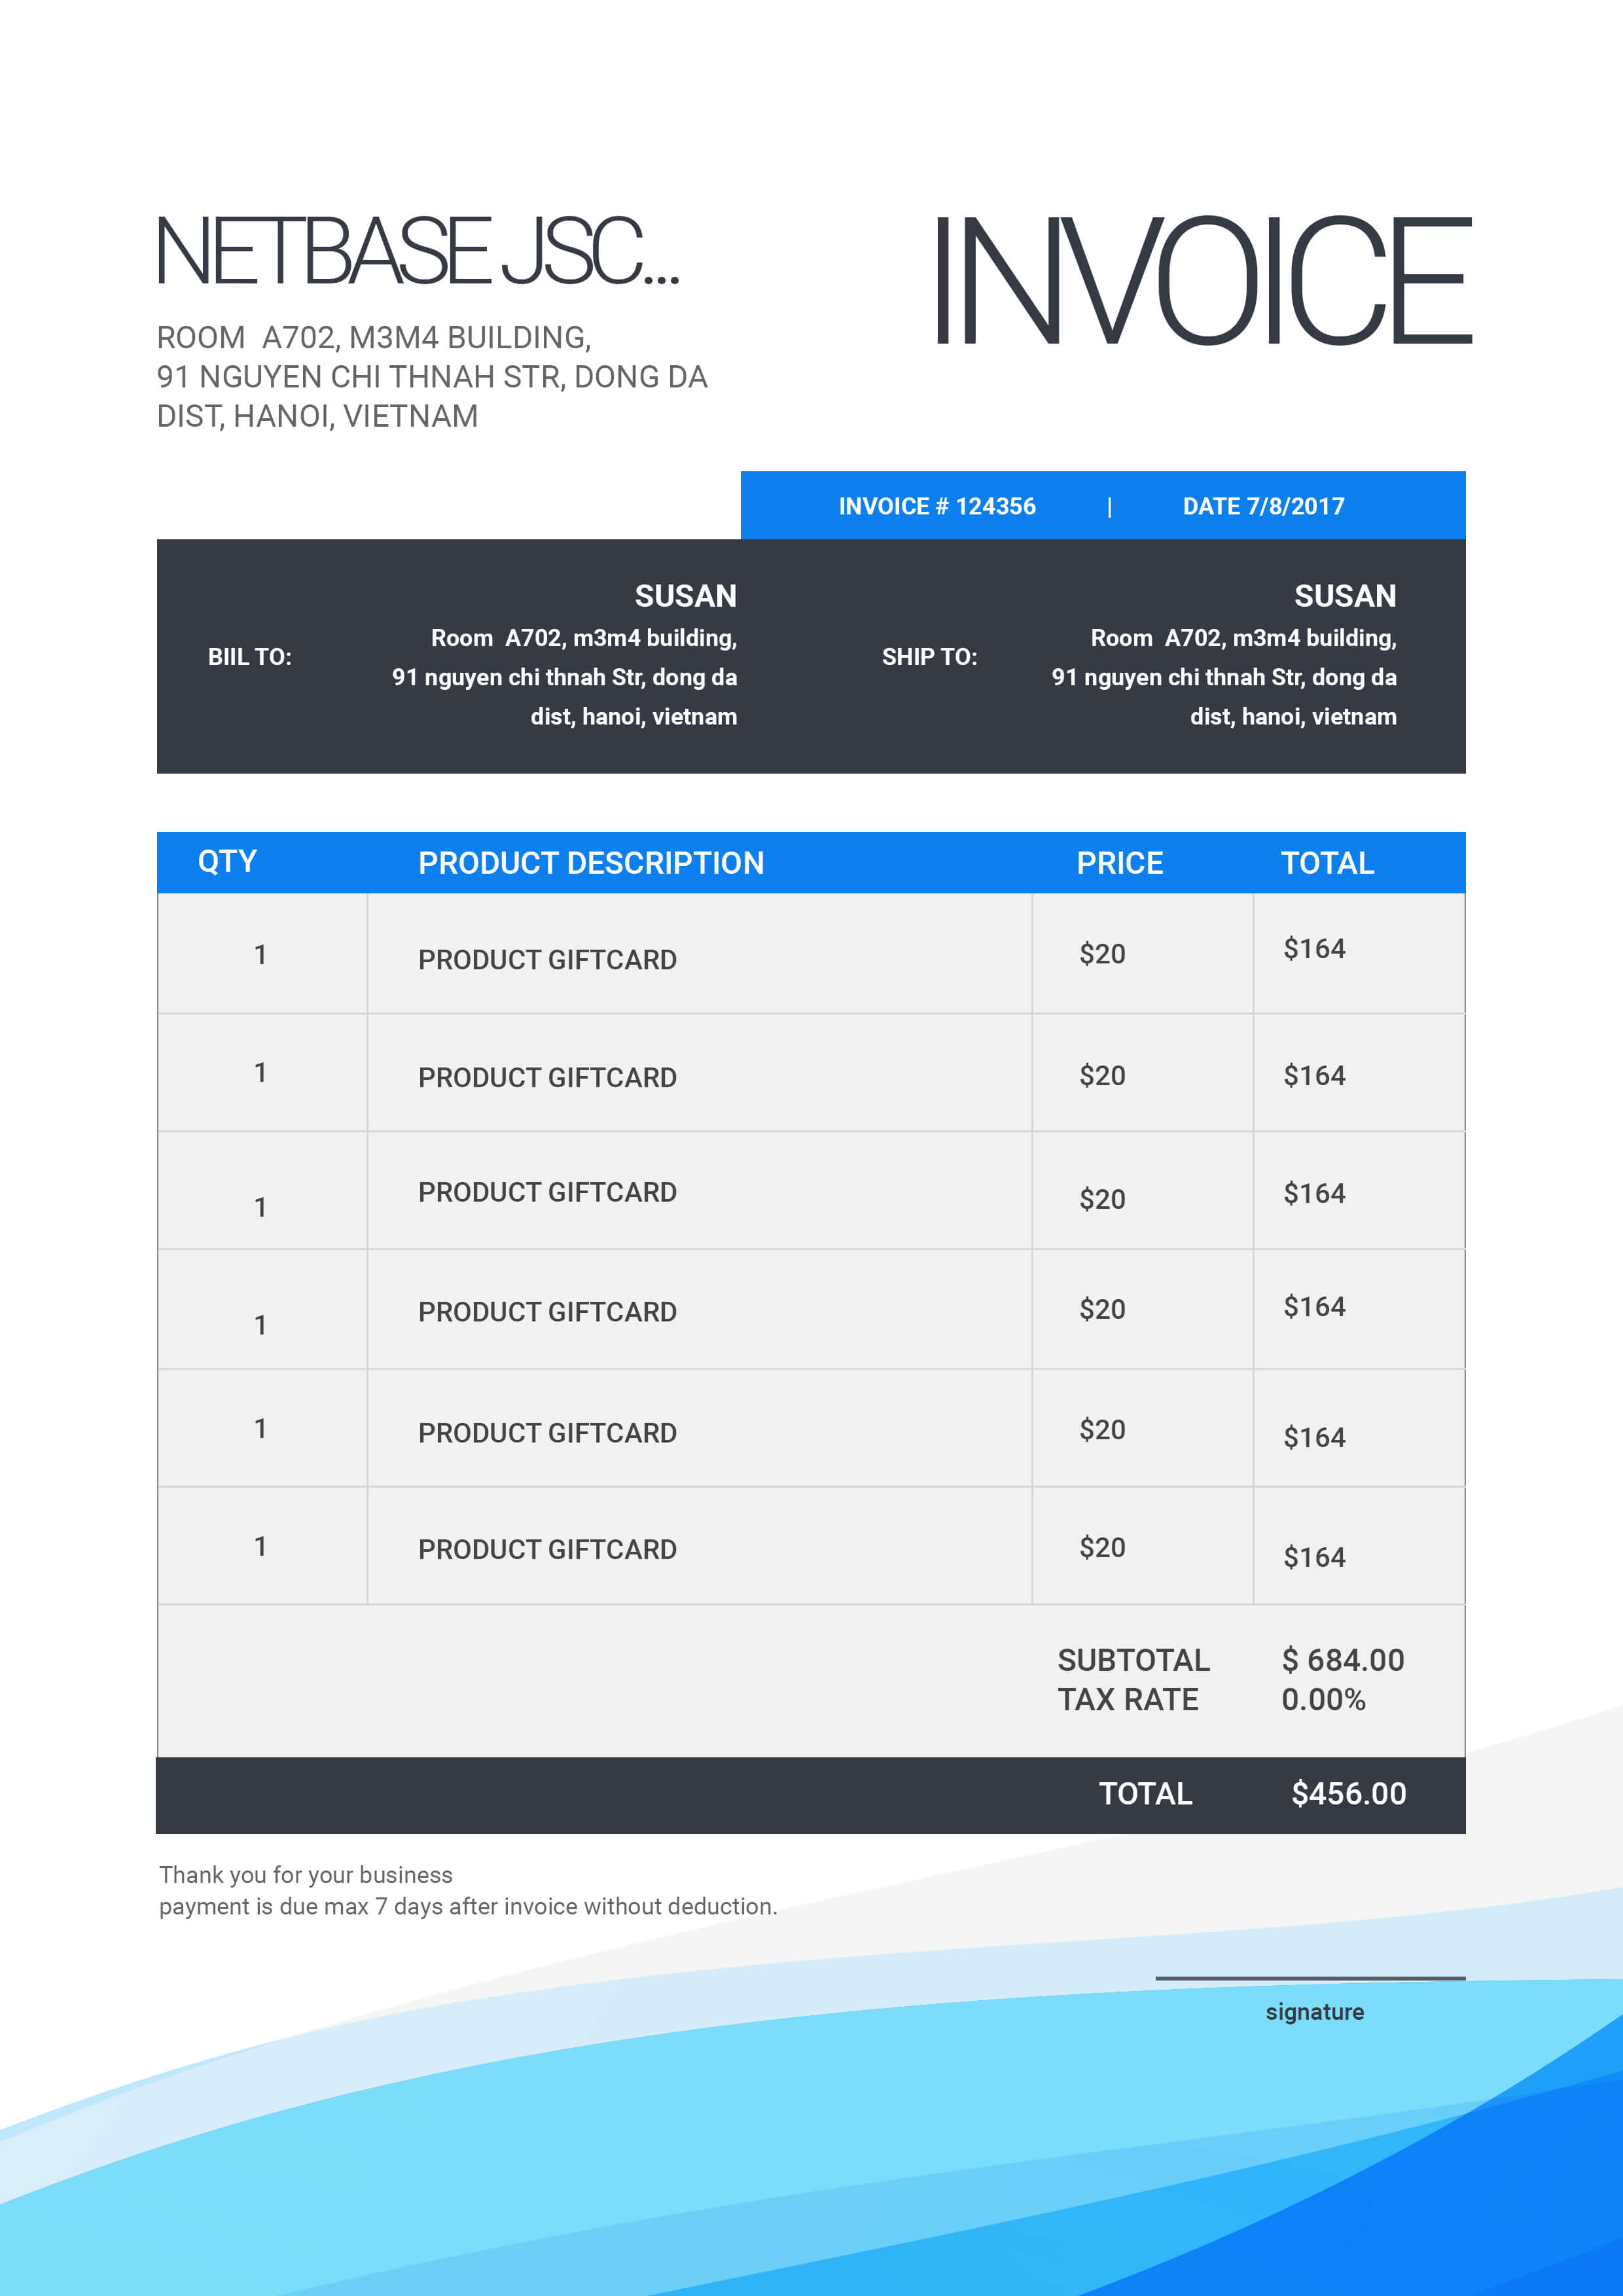 NETBASE JSC...
INVOICE
ROOM  A702, M3M4 BUILDING,
91 NGUYEN CHI THNAH STR, DONG DA
DIST, HANOI, VIETNAM
INVOICE # 124356 | DATE 7/8/2017
BIIL TO:
SUSAN
Room  A702, m3m4 building,
91 nguyen chi thnah Str, dong da
dist, hanoi, vietnam
SHIP TO:
SUSAN
Room  A702, m3m4 building,
91 nguyen chi thnah Str, dong da
dist, hanoi, vietnam
QTY PRODUCT DESCRIPTION PRICE TOTAL
1 PRODUCT GIFTCARD $20 $164
1 PRODUCT GIFTCARD $20 $164
1 PRODUCT GIFTCARD $20 $164
1 PRODUCT GIFTCARD $20 $164
1 PRODUCT GIFTCARD $20 $164
1 PRODUCT GIFTCARD $20 $164
SUBTOTAL $ 684.00
TAX RATE 0.00%
TOTAL $456.00
Thank you for your business
payment is due max 7 days after invoice without deduction.
signature